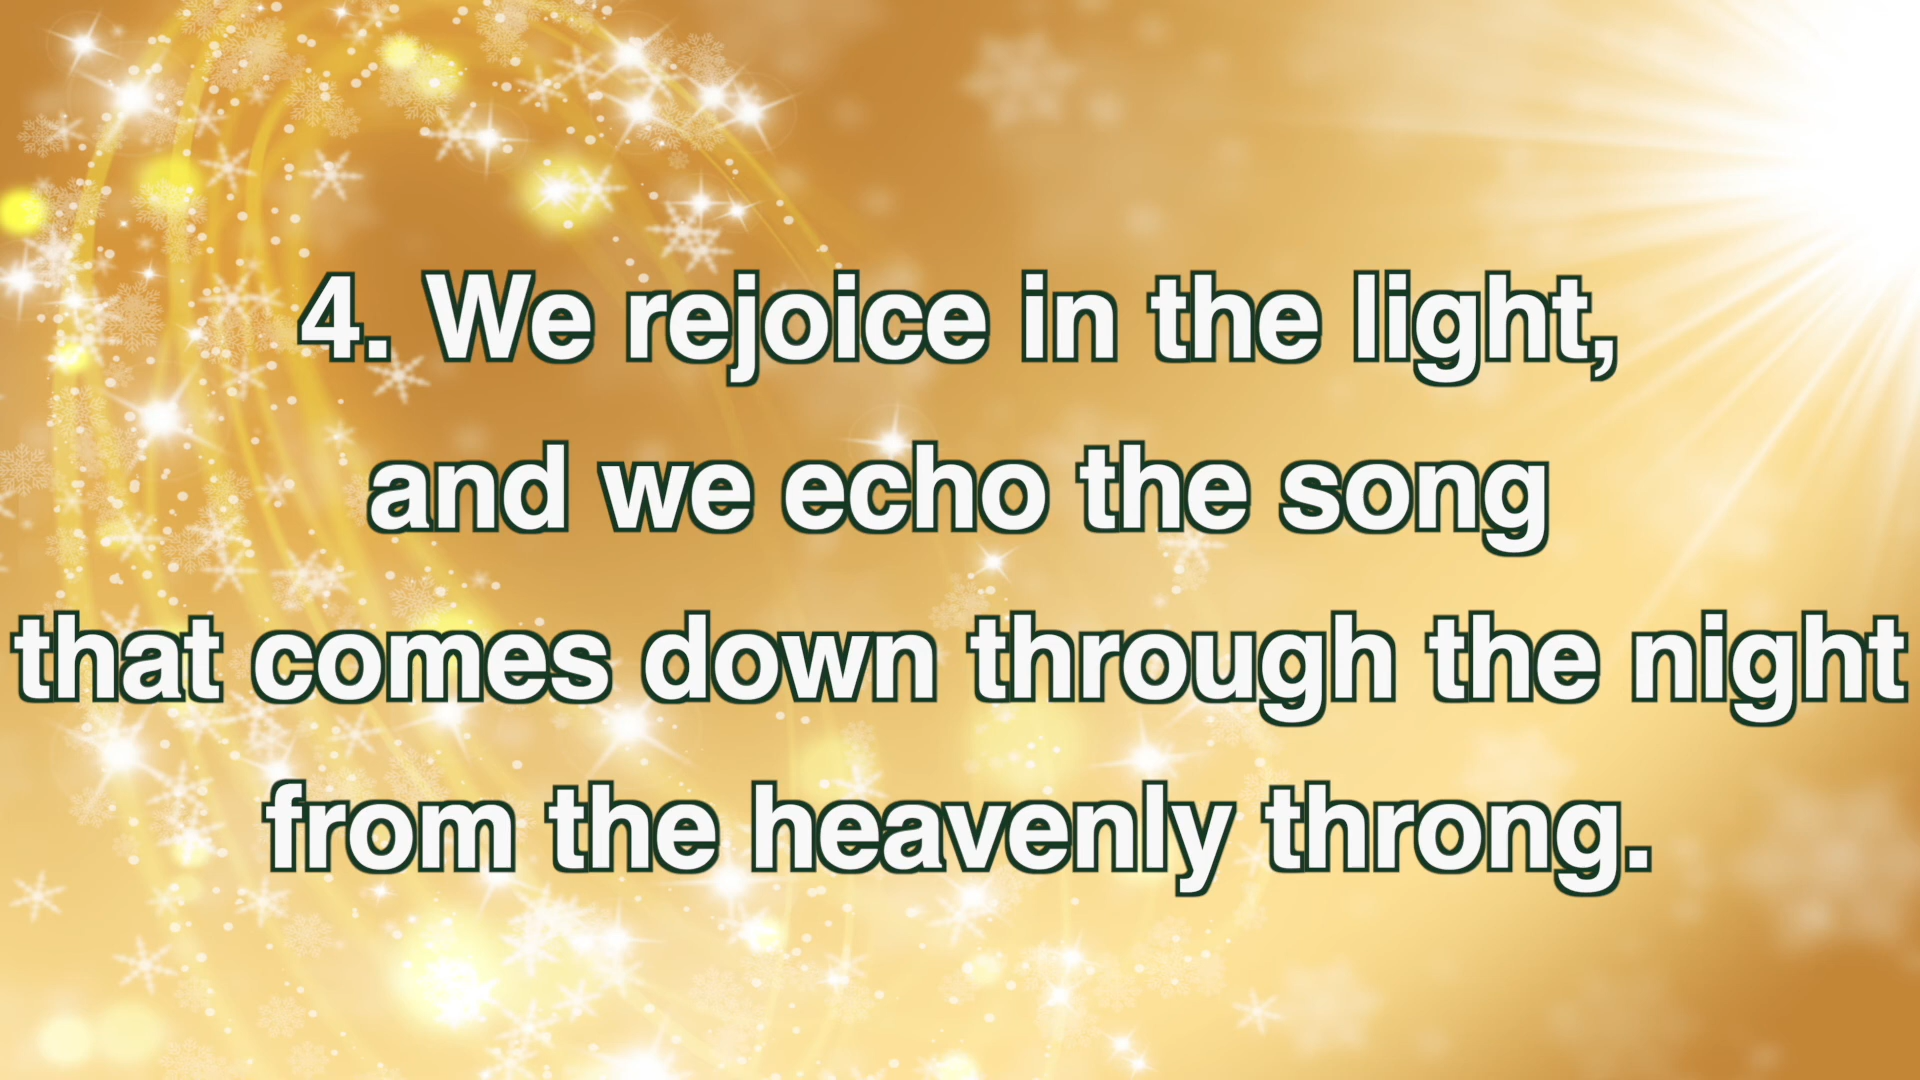 4. We rejoice in the light,
and we echo the song
that comes down through the night
from the heavenly throng.